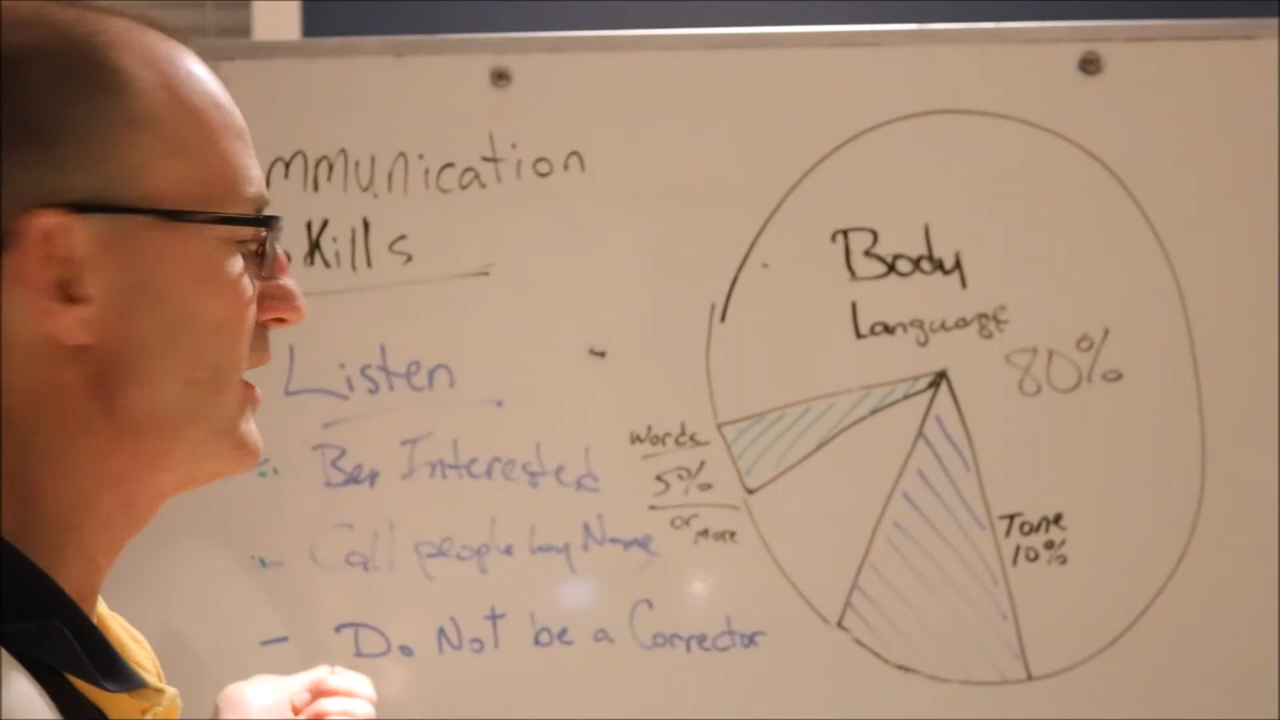 mmunication
Kills
Listen
Be Interested
- Call people by Name
- Do Not be a Corrector
Body
Language
80%
Words
5%
or more
Tone
10%